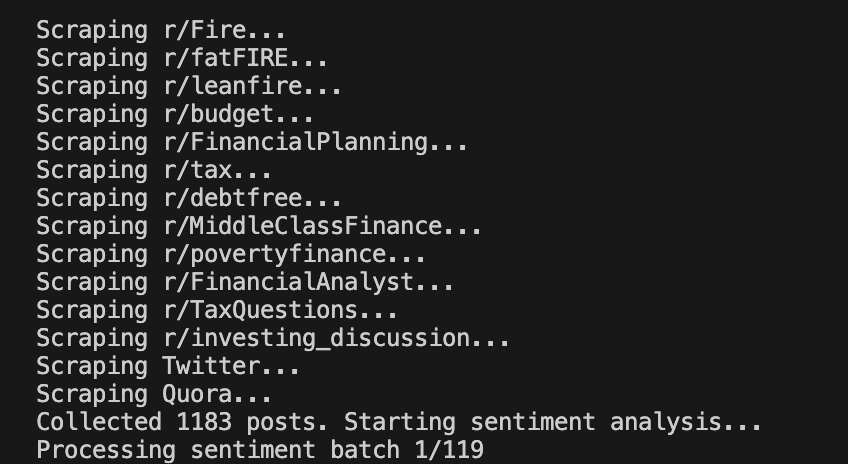 Scraping r/Fire...
Scraping r/fatFIRE...
Scraping r/leanfire...
Scraping r/budget...
Scraping r/FinancialPlanning...
Scraping r/tax...
Scraping r/debtfree...
Scraping r/MiddleClassFinance...
Scraping r/povertyfinance...
Scraping r/FinancialAnalyst...
Scraping r/TaxQuestions...
Scraping r/investing_discussion...
Scraping Twitter...
Scraping Quora...
Collected 1183 posts. Starting sentiment analysis...
Processing sentiment batch 1/119